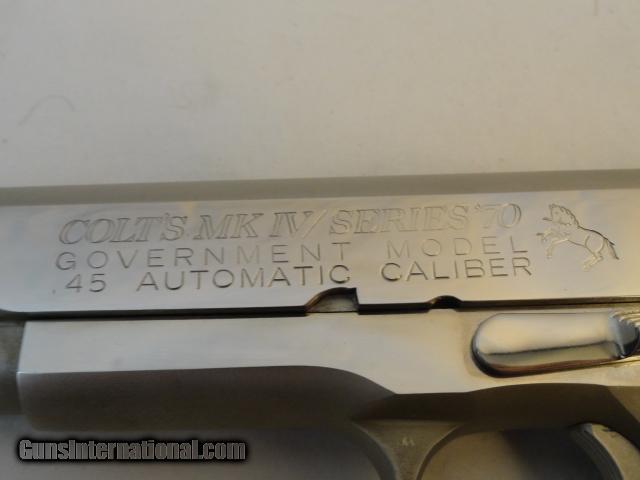 COLT'S MK IV/SERIES '70
GOVERNMENT MODEL
.45 AUTOMATIC CALIBER
GunsInternational.com